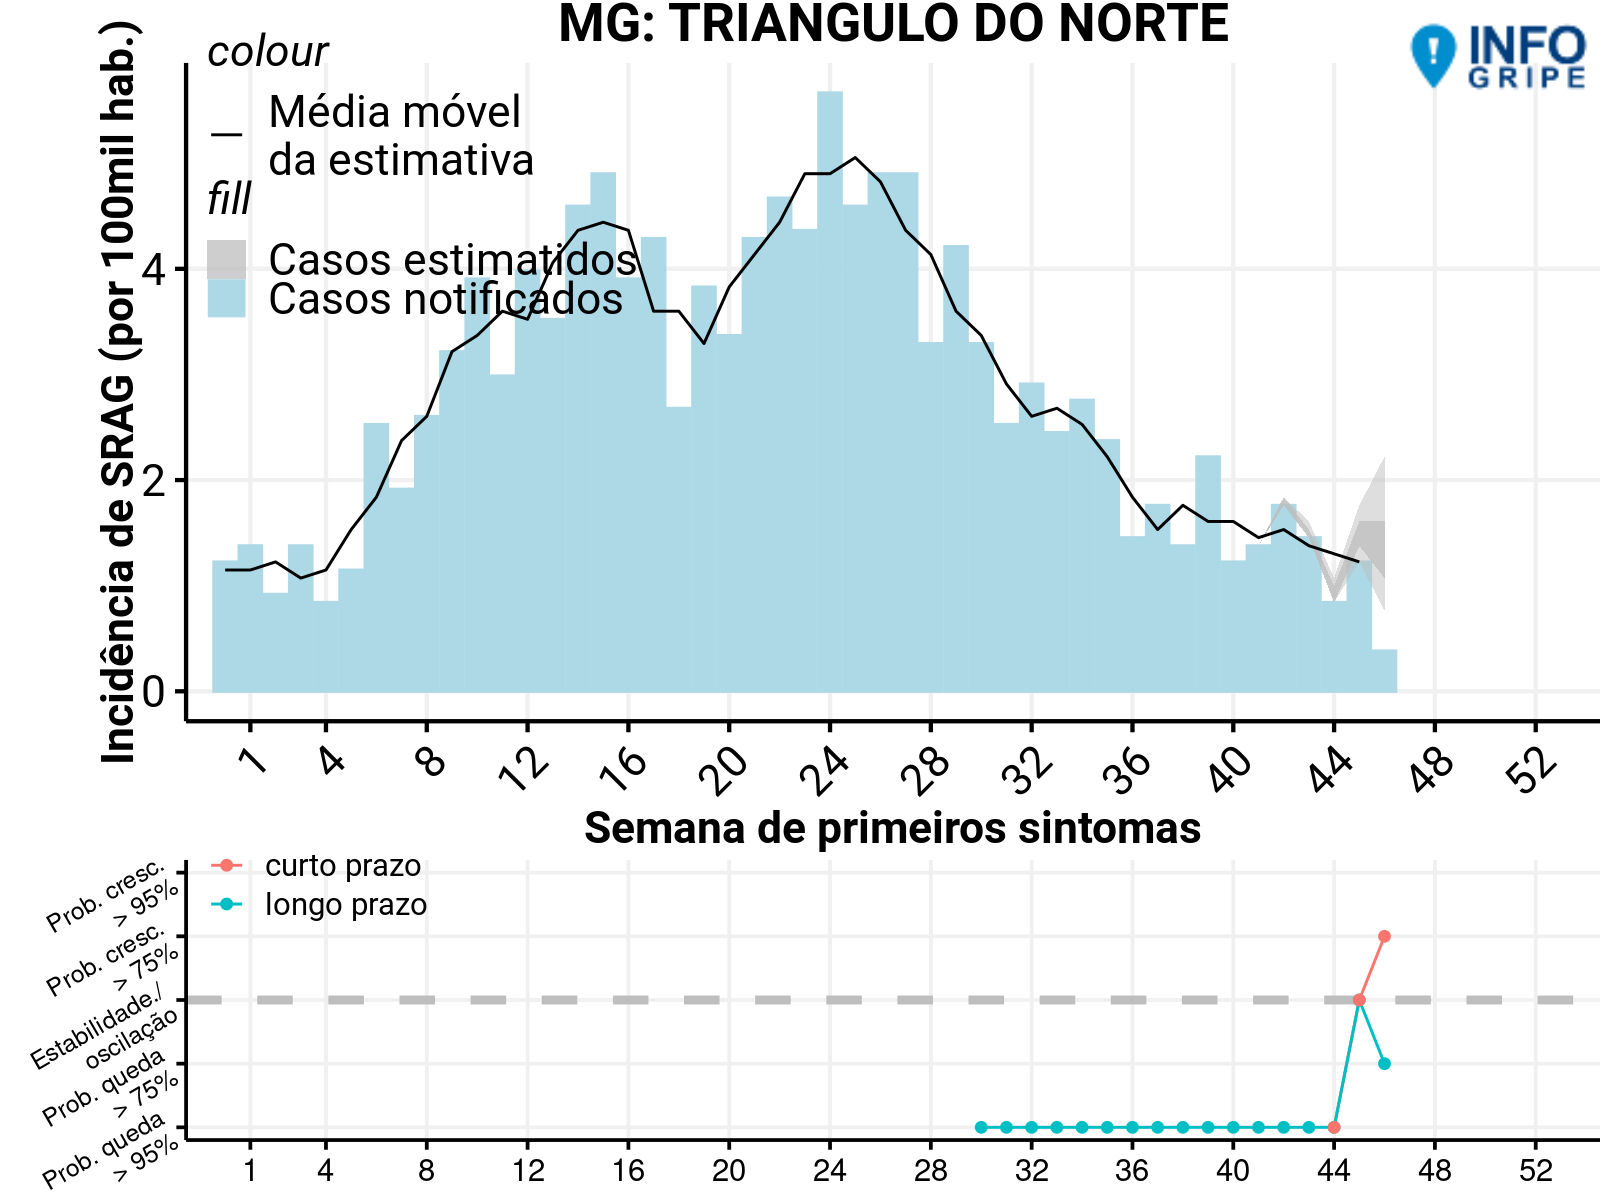 MG: TRIANGULO DO NORTE
INFO
GRIPE
colour
Média móvel
da estimativa
fill
Casos estimatidos
Casos notificados
Incidência de SRAG (por 100mil hab.)
4
2
0
1 4 8 12 16 20 24 28 32 36 40 44 48 52
Semana de primeiros sintomas
curto prazo
longo prazo
Prob. cresc.
> 95%
Prob. cresc.
> 75%
Estabilidade./
oscilação
Prob. queda
> 75%
Prob. queda
> 95%
1 4 8 12 16 20 24 28 32 36 40 44 48 52